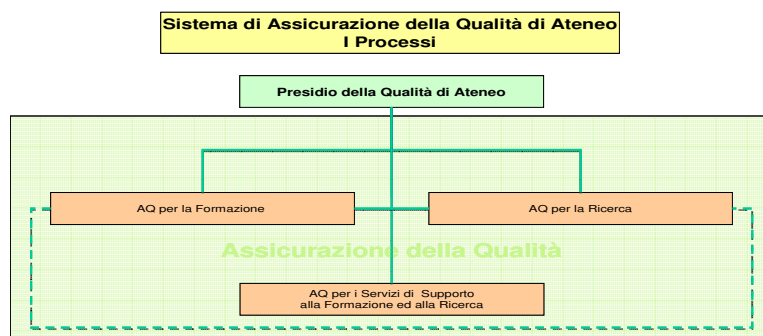 Sistema di Assicurazione della Qualità di Ateneo
I Processi
Presidio della Qualità di Ateneo
AQ per la Formazione
AQ per la Ricerca
Assicurazione della Qualità
AQ per i Servizi di Supporto
alla Formazione ed alla Ricerca